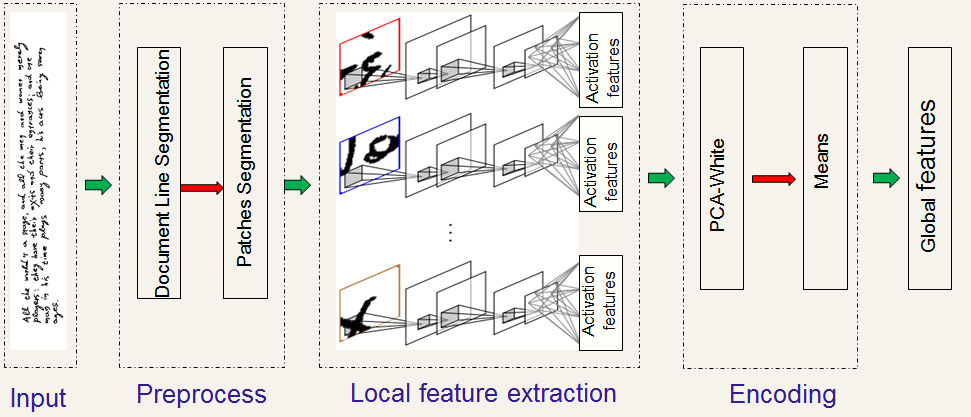 All the world's a stage, and all the men and women merely
players: they have their exits and their entrances; and one
man in his time plays many parts, his acts being seven
ages.
Input
Document Line Segmentation
Patches Segmentation
Preprocess
Activation
features
Activation
features
...
Activation
features
Local feature extraction
PCA-White
Means
Encoding
Global features